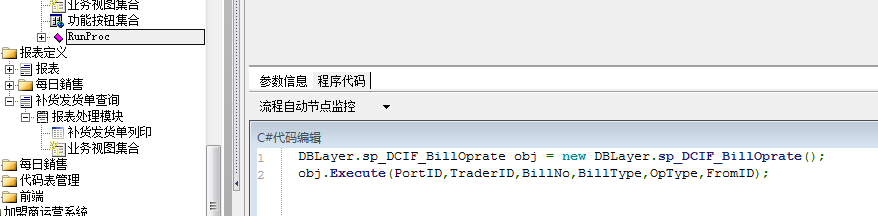 业务视图集合
功能按钮集合
RunProc
报表定义
报表
每日銷售
补货发货单查询
报表处理模块
补货发货单列印
业务视图集合
每日銷售
代码表管理
前端
加盟商运营系统
参数信息 程序代码
流程自动节点监控
C#代码编辑
1 DBLayer.sp_DCIF_BillOprate obj = new DBLayer.sp_DCIF_BillOprate();
2 obj.Execute(PortID,TraderID,BillNo,BillType,OpType,FromID);